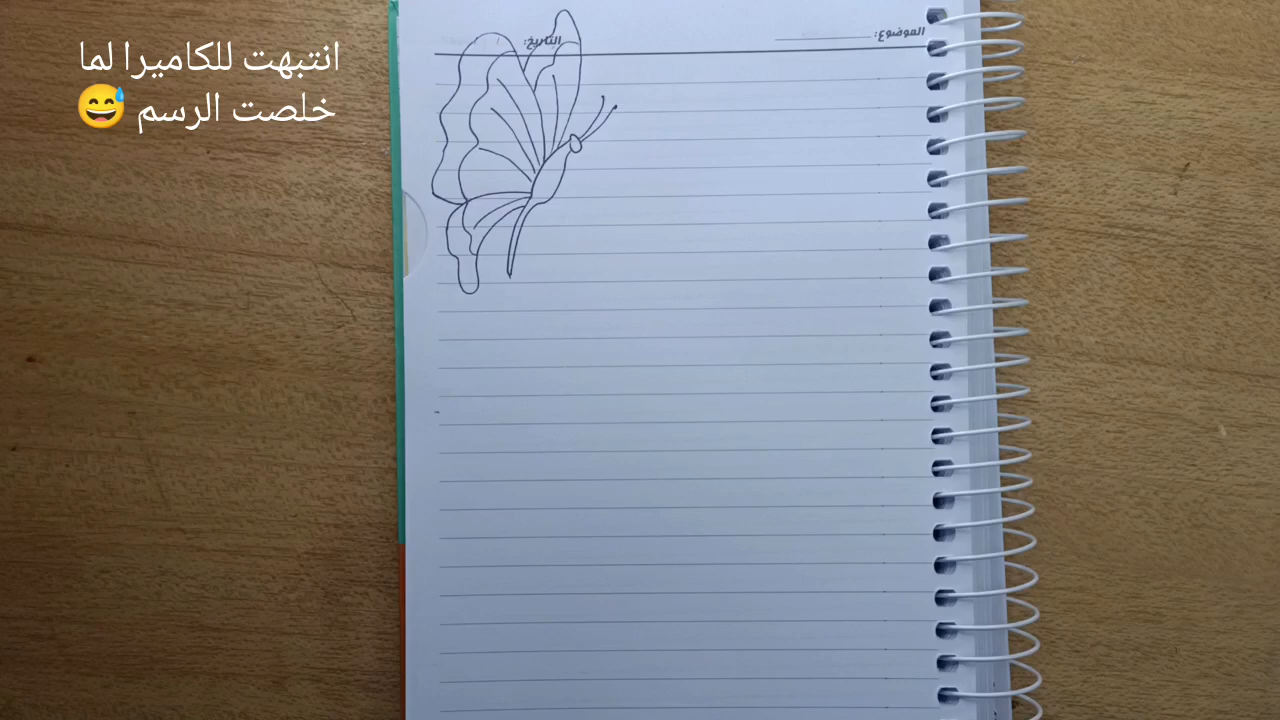 انتبهت للكاميرا لما
خلصت الرسم 😅
الموضوع: التاريخ: